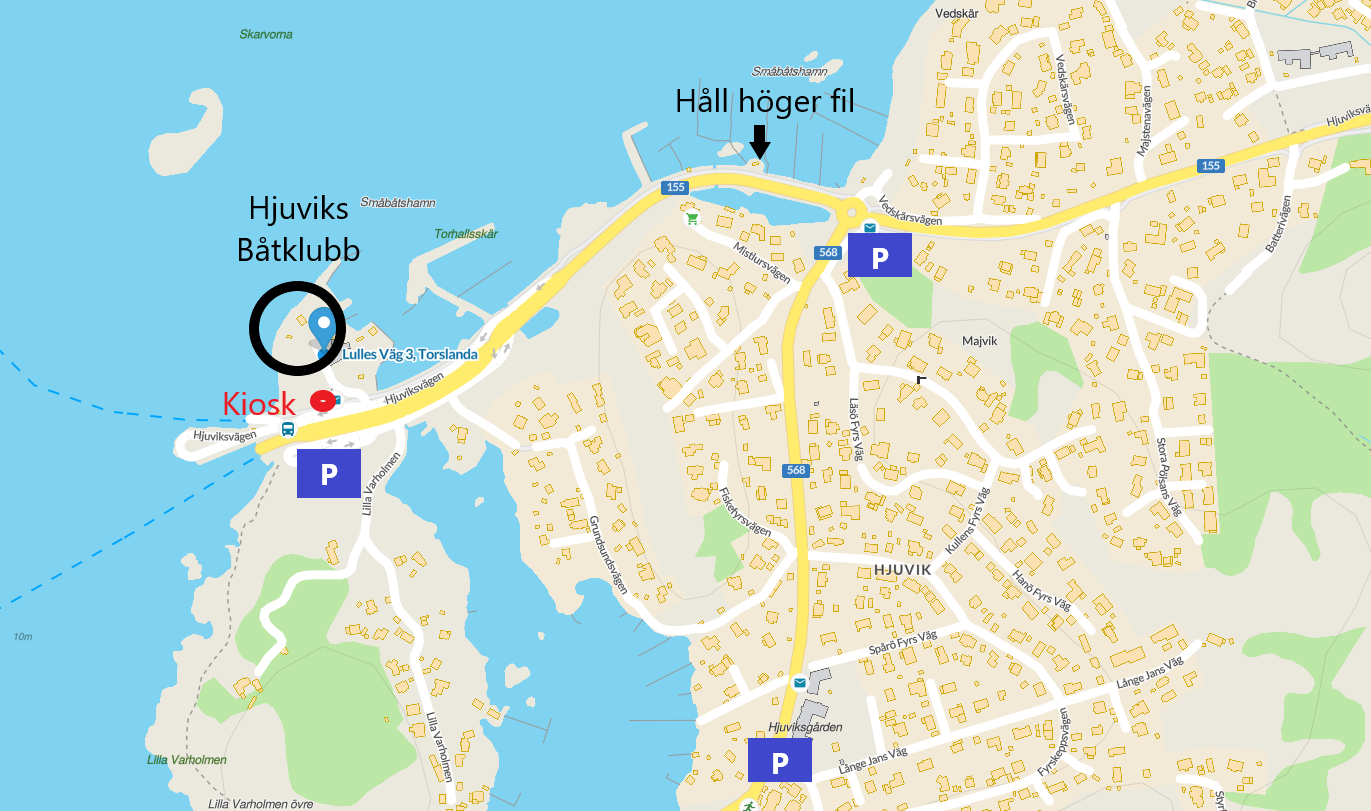 Vedskär
Skarvorna
Småbåtshamn
Håll höger fil
Vedskärsvägen
Majstenavägen
Hjuviksvä
155
155
Hjuviks
Båtklubb
Småbåtshamn
Torhallsskär
Vedskärsvägen
Batterivägen
Mistlursvägen
568
P
Lulles Väg 3, Torslanda
Majvik
Kiosk
-
Hjuviksvägen
Hjuviksvägen
P
Lilla Varholmen
Läsö Fyrs Väg
568
Stora Pölsans Väg
Fiskefyrsvägen
Kullens Fyrs Väg
Grundsundsvägen
HJUVIK
Hanö Fyrs Väg
10m
Spårö Fyrs Väg
Långe Jans Väg
Lilla Varholmen
Hjuviksgården
Fyrskeppsvägen
Lilla Varholmen
P
Långe Jans Väg
Lilla Varholmen övre